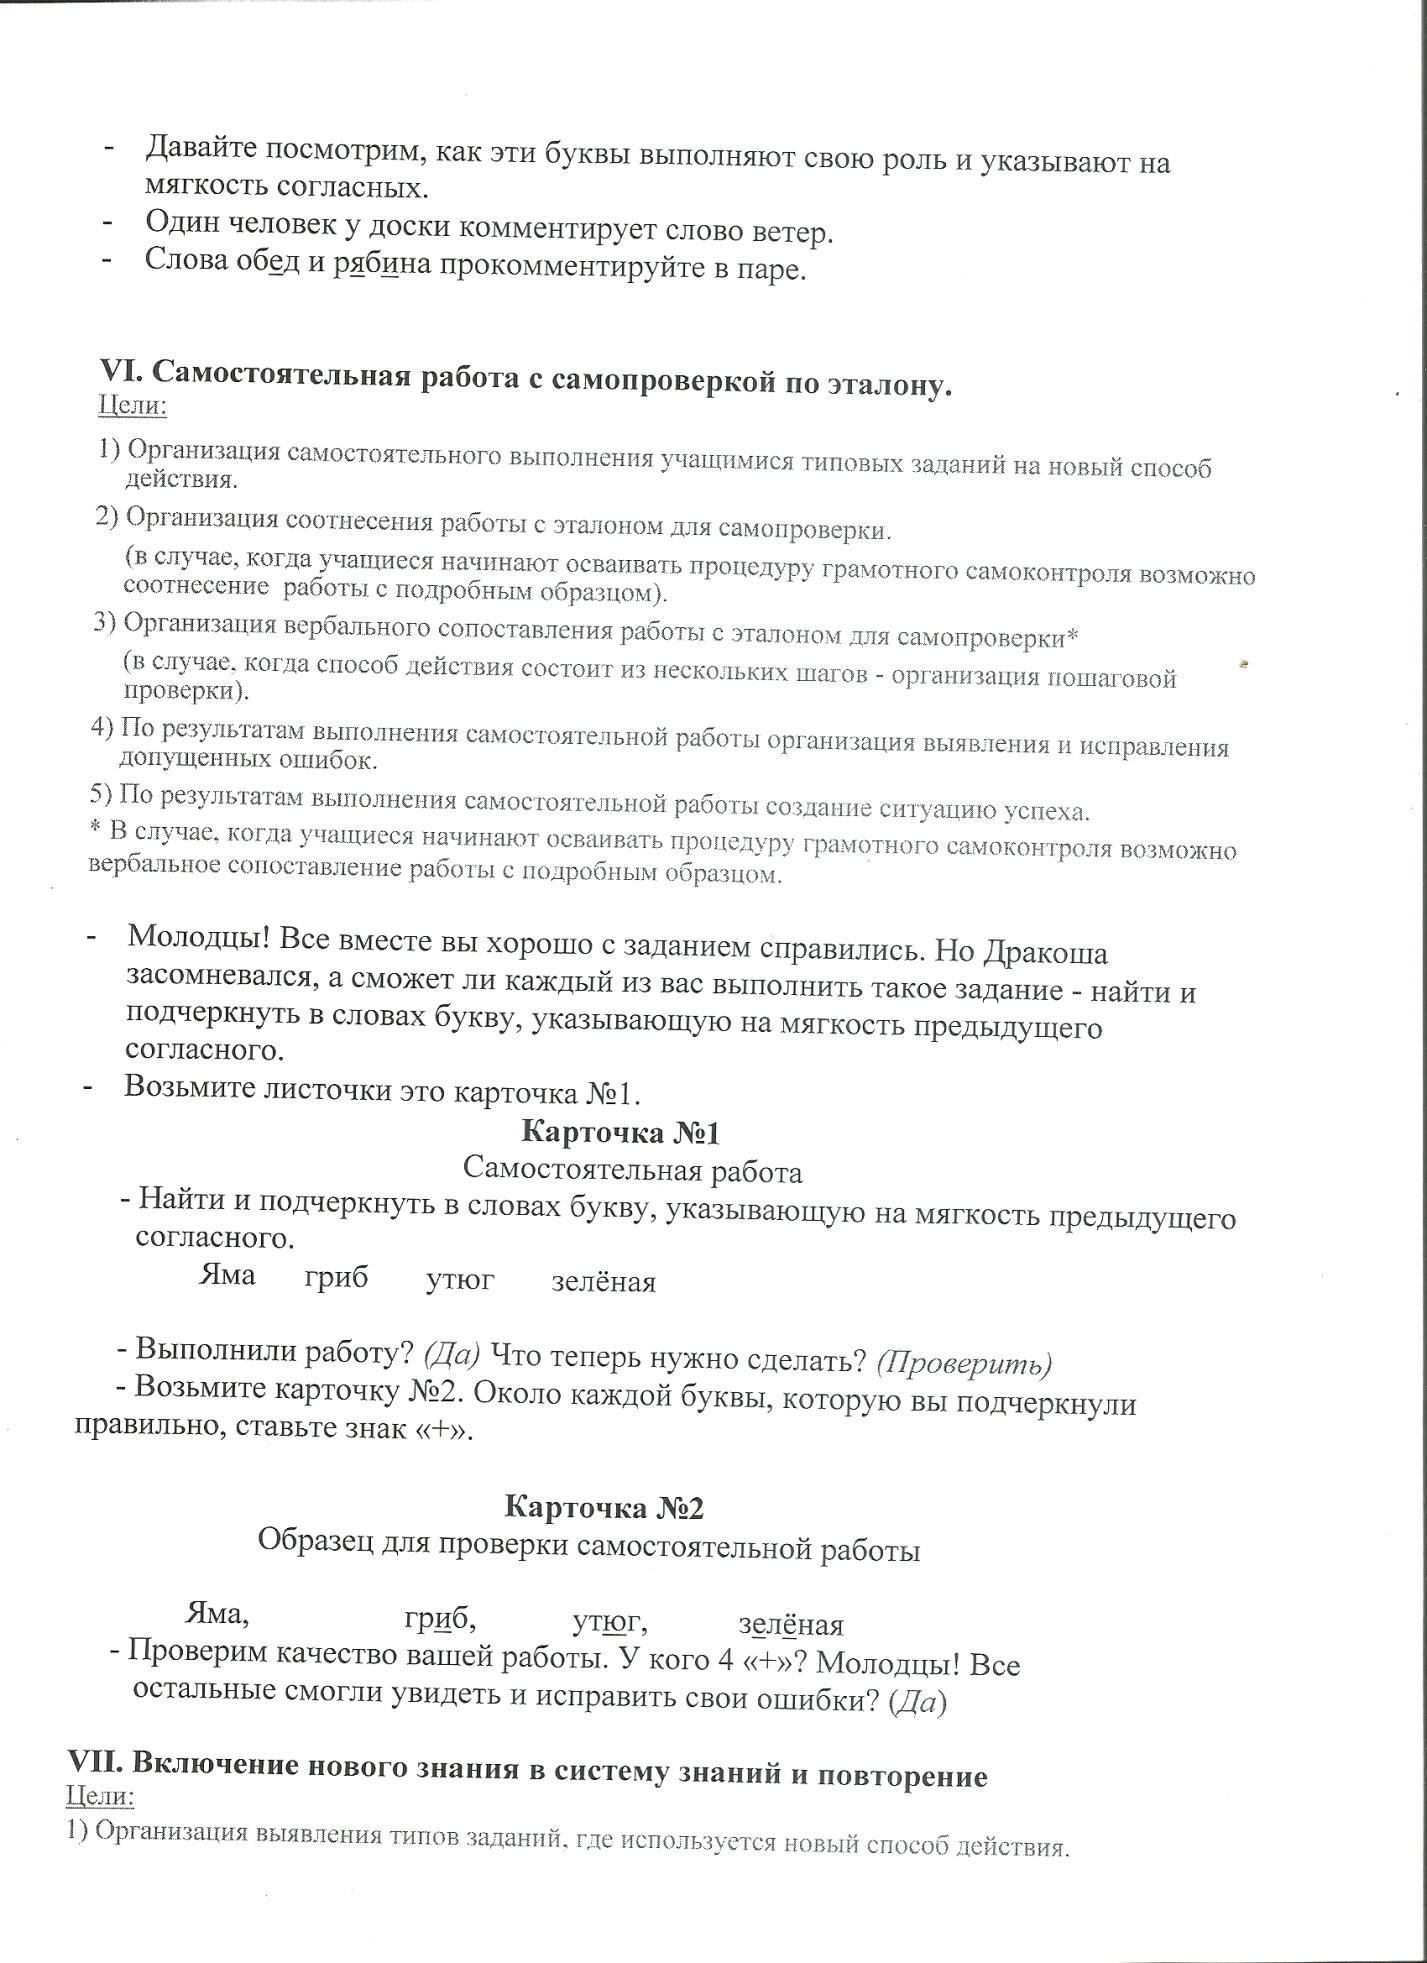 - Давайте посмотрим, как эти буквы выполняют свою роль и указывают на
мягкость согласных.
- Один человек у доски комментирует слово ветер.
- Слова обед и рябина прокомментируйте в паре.
VI. Самостоятельная работа с самопроверкой по эталону.
Цели:
1) Организация самостоятельного выполнения учащимися типовых заданий на новый способ
действия.
2) Организация соотнесения работы с эталоном для самопроверки.
(в случае, когда учащиеся начинают осваивать процедуру грамотного самоконтроля возможно
соотнесение работы с подробным образцом).
3) Организация вербального сопоставления работы с эталоном для самопроверки*
(в случае, когда способ действия состоит из нескольких шагов - организация пошаговой
проверки).
4) По результатам выполнения самостоятельной работы организация выявления и исправления
допущенных ошибок.
5) По результатам выполнения самостоятельной работы создание ситуацию успеха.
* В случае, когда учащиеся начинают осваивать процедуру грамотного самоконтроля возможно
вербальное сопоставление работы с подробным образцом.
- Молодцы! Все вместе вы хорошо с заданием справились. Но Дракоша
засомневался, а сможет ли каждый из вас выполнить такое задание - найти и
подчеркнуть в словах букву, указывающую на мягкость предыдущего
согласного.
- Возьмите листочки это карточка №1.
Карточка №1
Самостоятельная работа
- Найти и подчеркнуть в словах букву, указывающую на мягкость предыдущего
согласного.
Яма гриб утюг зелёная
- Выполнили работу? (Да) Что теперь нужно сделать? (Проверить)
- Возьмите карточку №2. Около каждой буквы, которую вы подчеркнули
правильно, ставьте знак «+».
Карточка №2
Образец для проверки самостоятельной работы
Яма, гриб, утюг, зелёная
- Проверим качество вашей работы. У кого 4 «+»? Молодцы! Все
остальные смогли увидеть и исправить свои ошибки? (Да)
VII. Включение нового знания в систему знаний и повторение
Цели:
1) Организация выявления типов заданий, где используется новый способ действия.